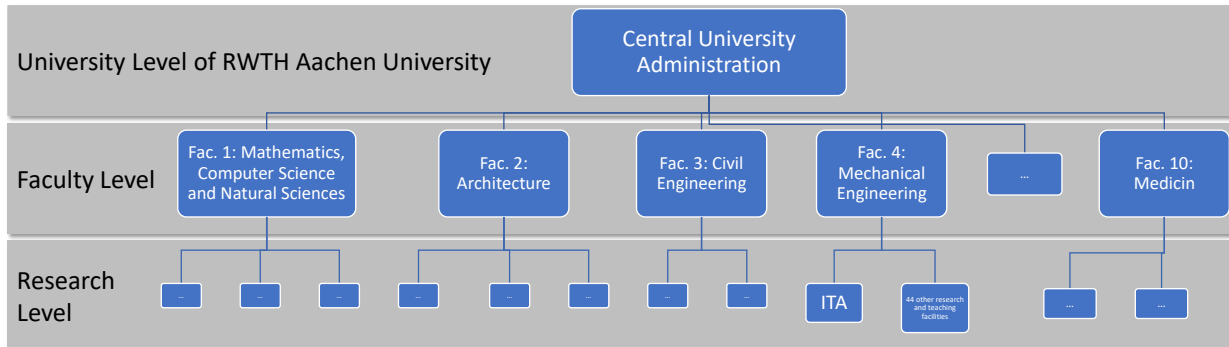 Central University
Administration
University Level of RWTH Aachen University
Fac. 1: Mathematics,
Computer Science
and Natural Sciences
Fac. 2:
Architecture
Fac. 3: Civil
Engineering
Fac. 4:
Mechanical
Engineering
...
Fac. 10:
Medicin
Faculty Level
...
...
...
...
...
...
...
...
ITA
44 other research
and teaching
facilities
...
...
Research
Level